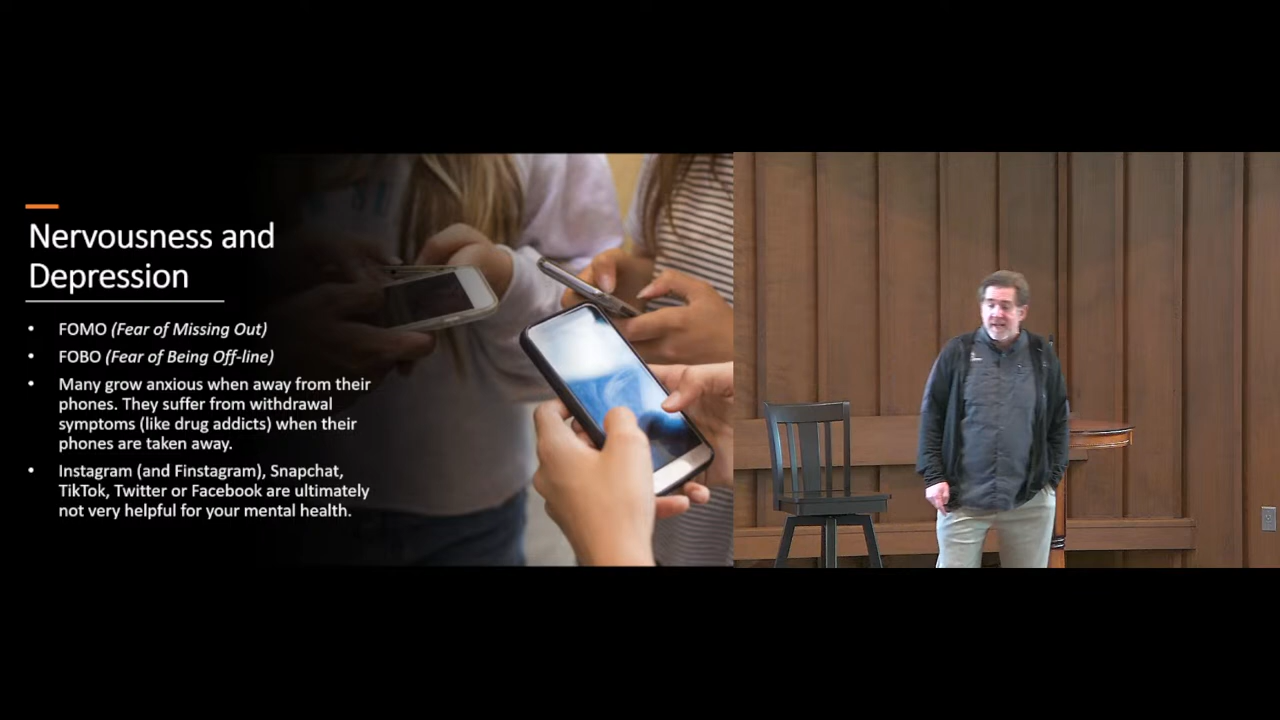 Nervousness and
Depression
• FOMO (Fear of Missing Out)
• FOBO (Fear of Being Off-line)
• Many grow anxious when away from their
phones. They suffer from withdrawal
symptoms (like drug addicts) when their
phones are taken away.
• Instagram (and Finstagram), Snapchat,
TikTok, Twitter or Facebook are ultimately
not very helpful for your mental health.